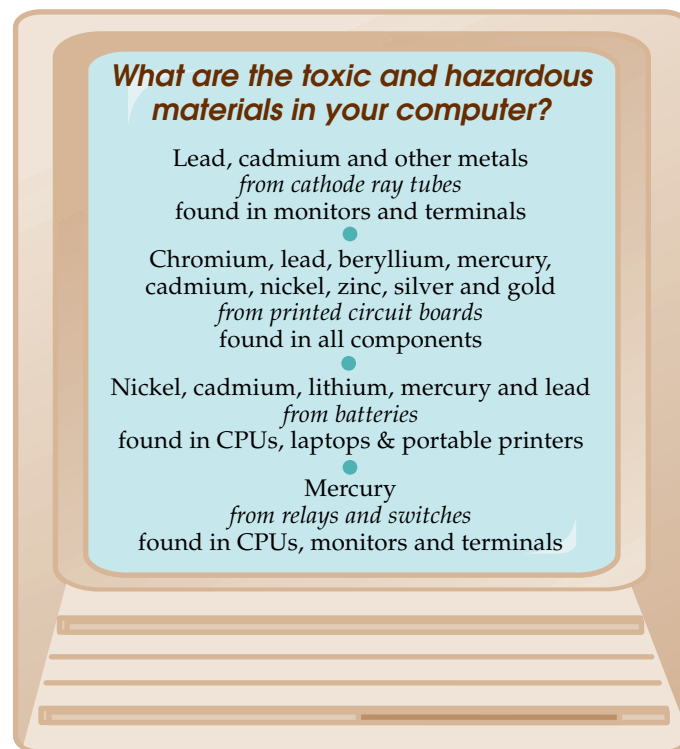 What are the toxic and hazardous
materials in your computer?
Lead, cadmium and other metals
from cathode ray tubes
found in monitors and terminals
Chromium, lead, beryllium, mercury,
cadmium, nickel, zinc, silver and gold
from printed circuit boards
found in all components
Nickel, cadmium, lithium, mercury and lead
from batteries
found in CPUs, laptops & portable printers
Mercury
from relays and switches
found in CPUs, monitors and terminals